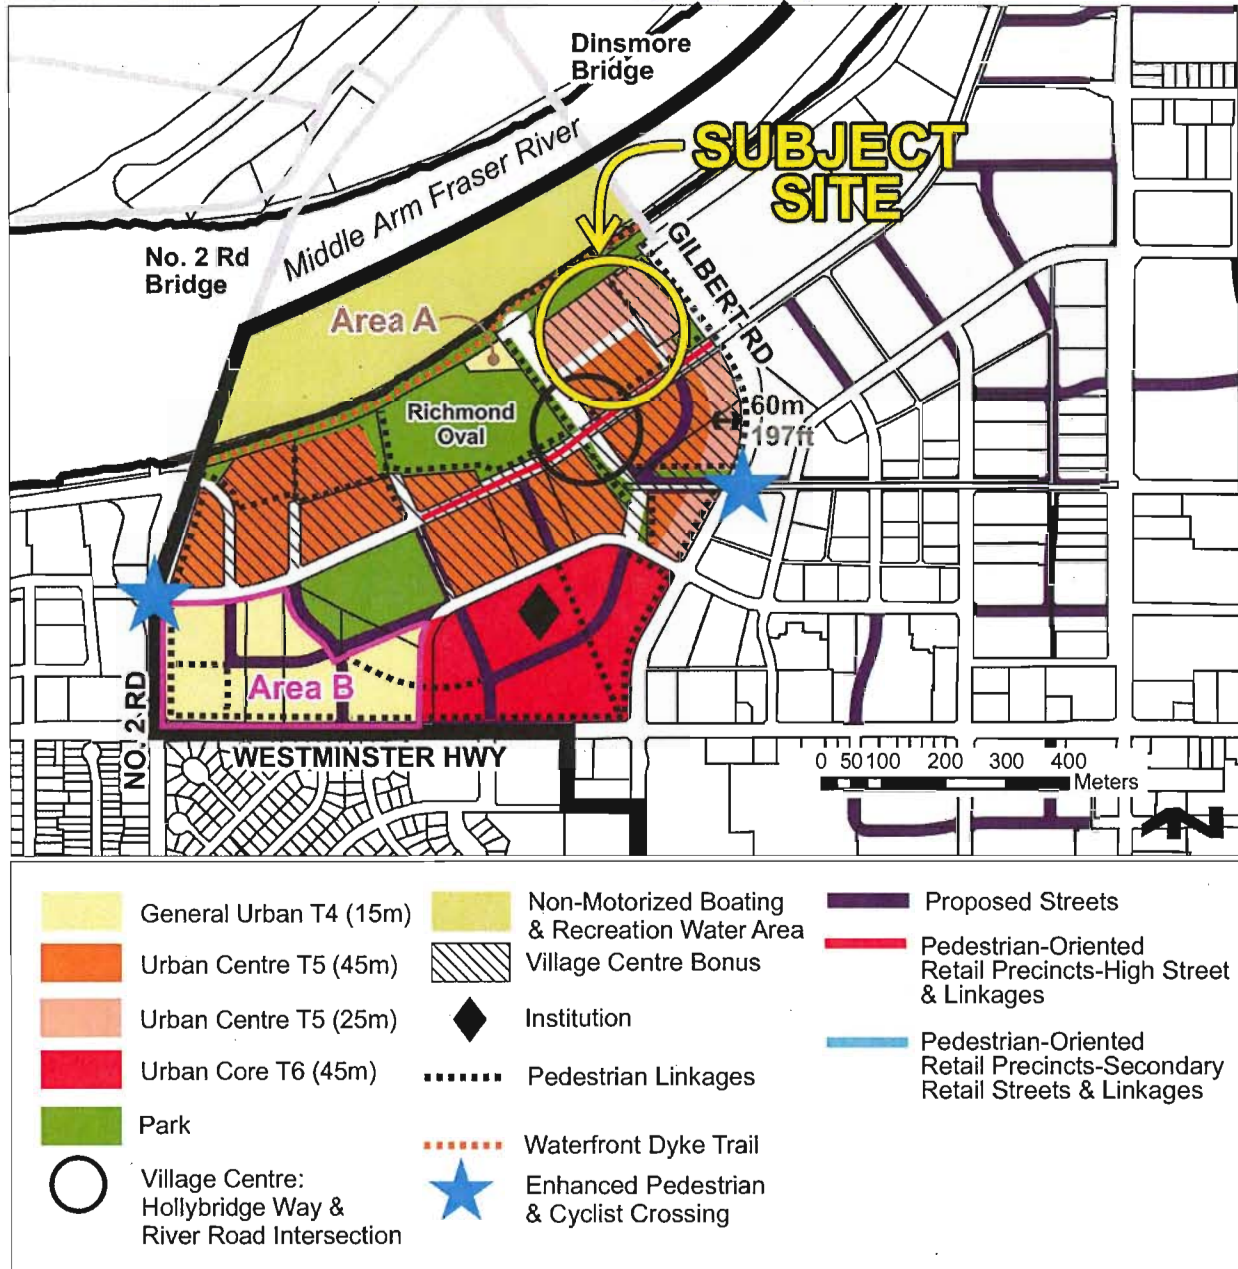 Dinsmore
Bridge
SUBJECT
SITE
Middle Arm Fraser River
No. 2 Rd
Bridge
GILBERT RD
Area A
Richmond
Oval
60m
197ft
Area B
NO. 2 RD
WESTMINSTER HWY
0 50 100 200 300 400
Meters
N
General Urban T4 (15m)
Urban Centre T5 (45m)
Urban Centre T5 (25m)
Urban Core T6 (45m)
Park
Village Centre:
Hollybridge Way &
River Road Intersection
Non-Motorized Boating
& Recreation Water Area
Village Centre Bonus
Institution
Pedestrian Linkages
Waterfront Dyke Trail
Enhanced Pedestrian
& Cyclist Crossing
Proposed Streets
Pedestrian-Oriented
Retail Precincts-High Street
& Linkages
Pedestrian-Oriented
Retail Precincts-Secondary
Retail Streets & Linkages